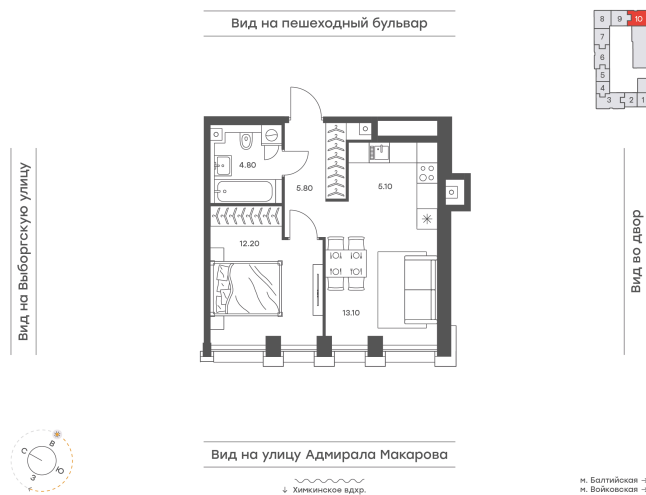 Вид на пешеходный бульвар
8 9 10
7
6
5
4
3 2 1
Вид на Выборгскую улицу
4.80
5.80
5.10
12.20
13.10
Вид во двор
Вид на улицу Адмирала Макарова
С В Ю З
↓ Химкинское вдхр.
м. Балтийская
м. Войковская